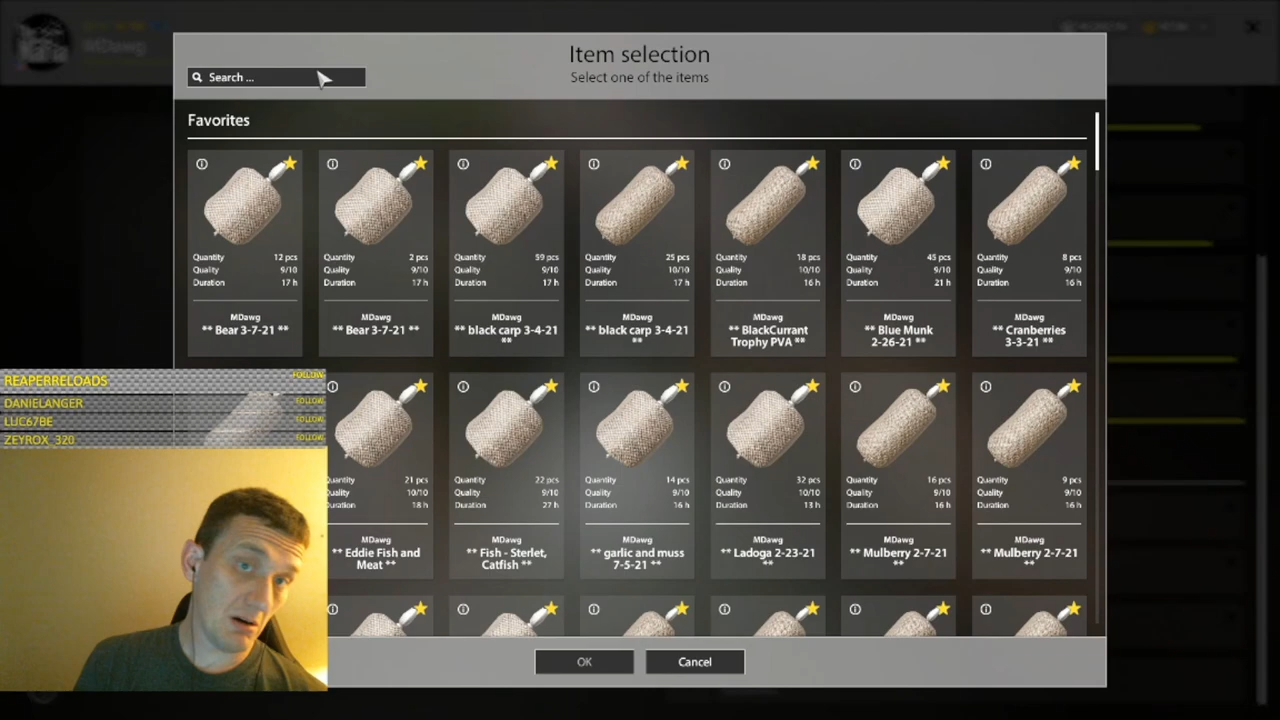 MDawg
Item selection
Select one of the items
Search ...
Favorites
Quantity 12 pcs
Quality 9/10
Duration 17 h
MDawg
** Bear 3-7-21 **
Quantity 2 pcs
Quality 9/10
Duration 17 h
MDawg
** Bear 3-7-21 **
Quantity 59 pcs
Quality 9/10
Duration 17 h
MDawg
** black carp 3-4-21
**
Quantity 25 pcs
Quality 10/10
Duration 17 h
MDawg
** black carp 3-4-21
**
Quantity 18 pcs
Quality 10/10
Duration 16 h
MDawg
** BlackCurrant
Trophy PVA **
Quantity 45 pcs
Quality 9/10
Duration 21 h
MDawg
** Blue Munk
2-26-21 **
Quantity 8 pcs
Quality 9/10
Duration 16 h
MDawg
** Cranberries
3-3-21 **
REAPERRELOADS FOLLOW
DANIELANGER FOLLOW
LUC67BE FOLLOW
ZEYROX_320 FOLLOW
Quantity 21 pcs
Quality 10/10
Duration 18 h
MDawg
** Eddie Fish and
Meat **
Quantity 22 pcs
Quality 9/10
Duration 27 h
MDawg
** Fish - Sterlet,
Catfish **
Quantity 14 pcs
Quality 9/10
Duration 16 h
MDawg
** garlic and muss
7-5-21 **
Quantity 32 pcs
Quality 10/10
Duration 13 h
MDawg
** Ladoga 2-23-21
**
Quantity 16 pcs
Quality 9/10
Duration 16 h
MDawg
** Mulberry 2-7-21
**
Quantity 9 pcs
Quality 9/10
Duration 16 h
MDawg
** Mulberry 2-7-21
**
OK
Cancel